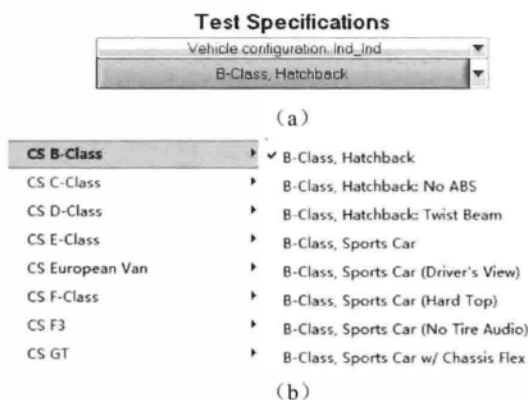 Test Specifications
Vehicle configuration: Ind_Ind
B-Class, Hatchback
(a)
CS B-Class
CS C-Class
CS D-Class
CS E-Class
CS European Van
CS F-Class
CS F3
CS GT
✓ B-Class, Hatchback
B-Class, Hatchback: No ABS
B-Class, Hatchback: Twist Beam
B-Class, Sports Car
B-Class, Sports Car (Driver's View)
B-Class, Sports Car (Hard Top)
B-Class, Sports Car (No Tire Audio)
B-Class, Sports Car w/ Chassis Flex
(b)